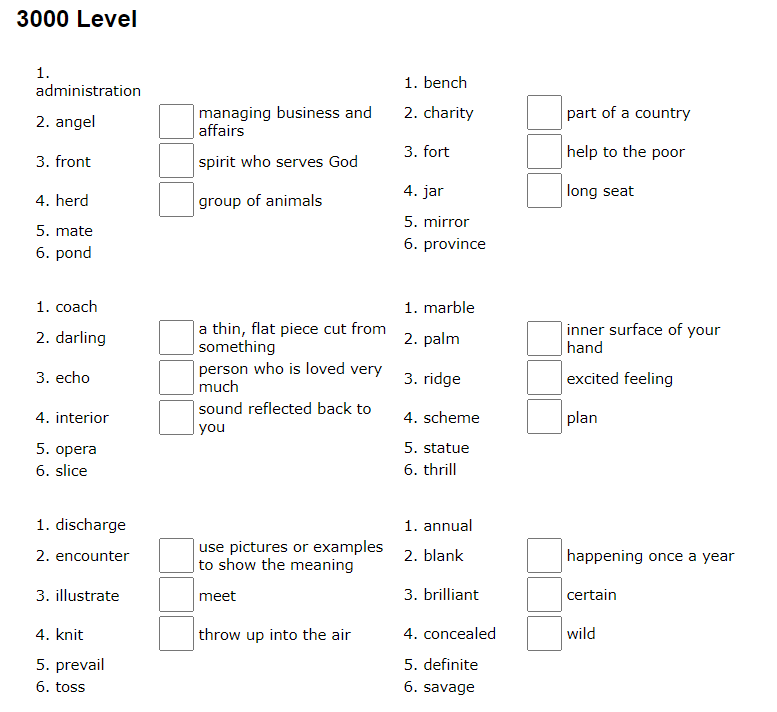 3000 Level
1.
administration
2. angel
3. front
4. herd
5. mate
6. pond
managing business and
affairs
spirit who serves God
group of animals
1. bench
2. charity
3. fort
4. jar
5. mirror
6. province
part of a country
help to the poor
long seat
1. coach
2. darling
3. echo
4. interior
5. opera
6. slice
a thin, flat piece cut from
something
person who is loved very
much
sound reflected back to
you
1. marble
2. palm
3. ridge
4. scheme
5. statue
6. thrill
inner surface of your
hand
excited feeling
plan
1. discharge
2. encounter
3. illustrate
4. knit
5. prevail
6. toss
use pictures or examples
to show the meaning
meet
throw up into the air
1. annual
2. blank
3. brilliant
4. concealed
5. definite
6. savage
happening once a year
certain
wild